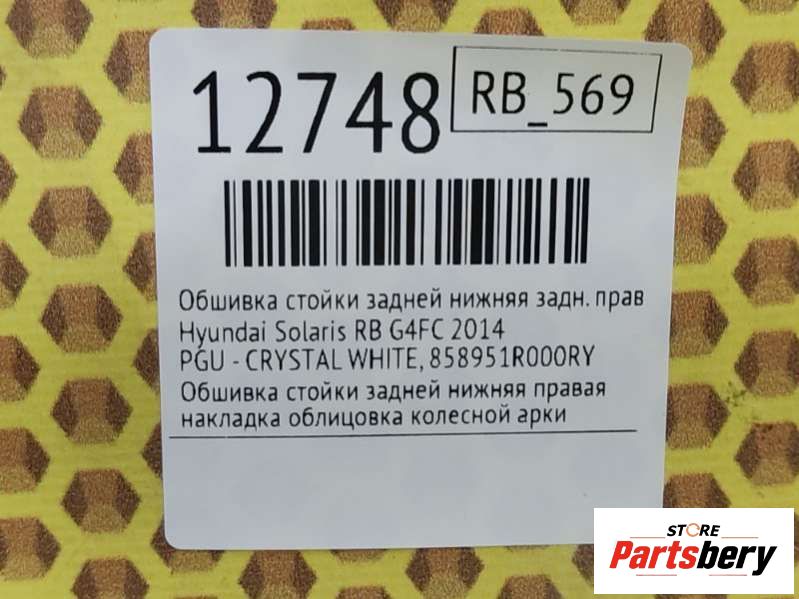 12748
RB_569
Обшивка стойки задней нижняя задн. прав
Hyundai Solaris RB G4FC 2014
PGU - CRYSTAL WHITE, 858951R000RY
Обшивка стойки задней нижняя правая
накладка облицовка колесной арки
STORE
Partsbery